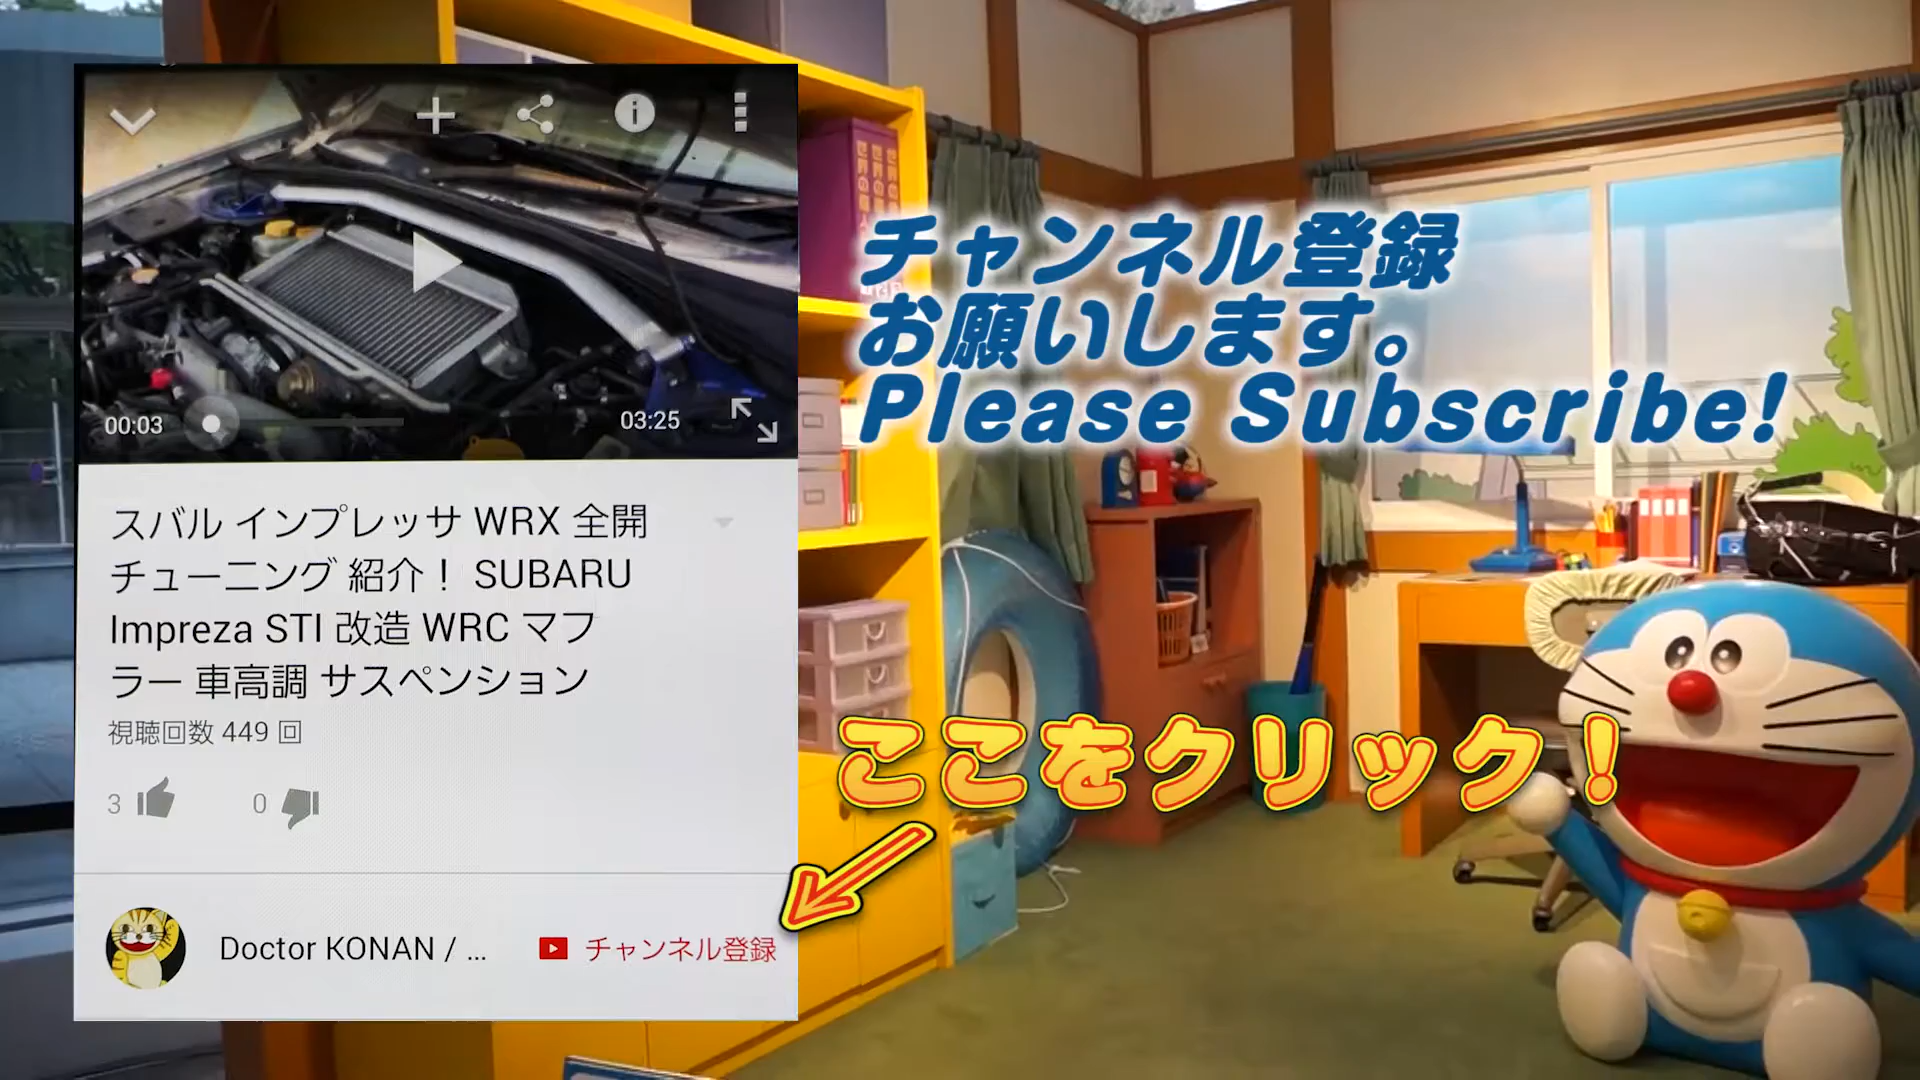 チャンネル登録
お願いします。
Please Subscribe!
00:03
03:25
スバル インプレッサ WRX 全開
チューニング 紹介！ SUBARU
Impreza STI 改造 WRC マフ
ラー 車高調 サスペンション
視聴回数 449 回
3
0
ここをクリック！
Doctor KONAN / ...
チャンネル登録